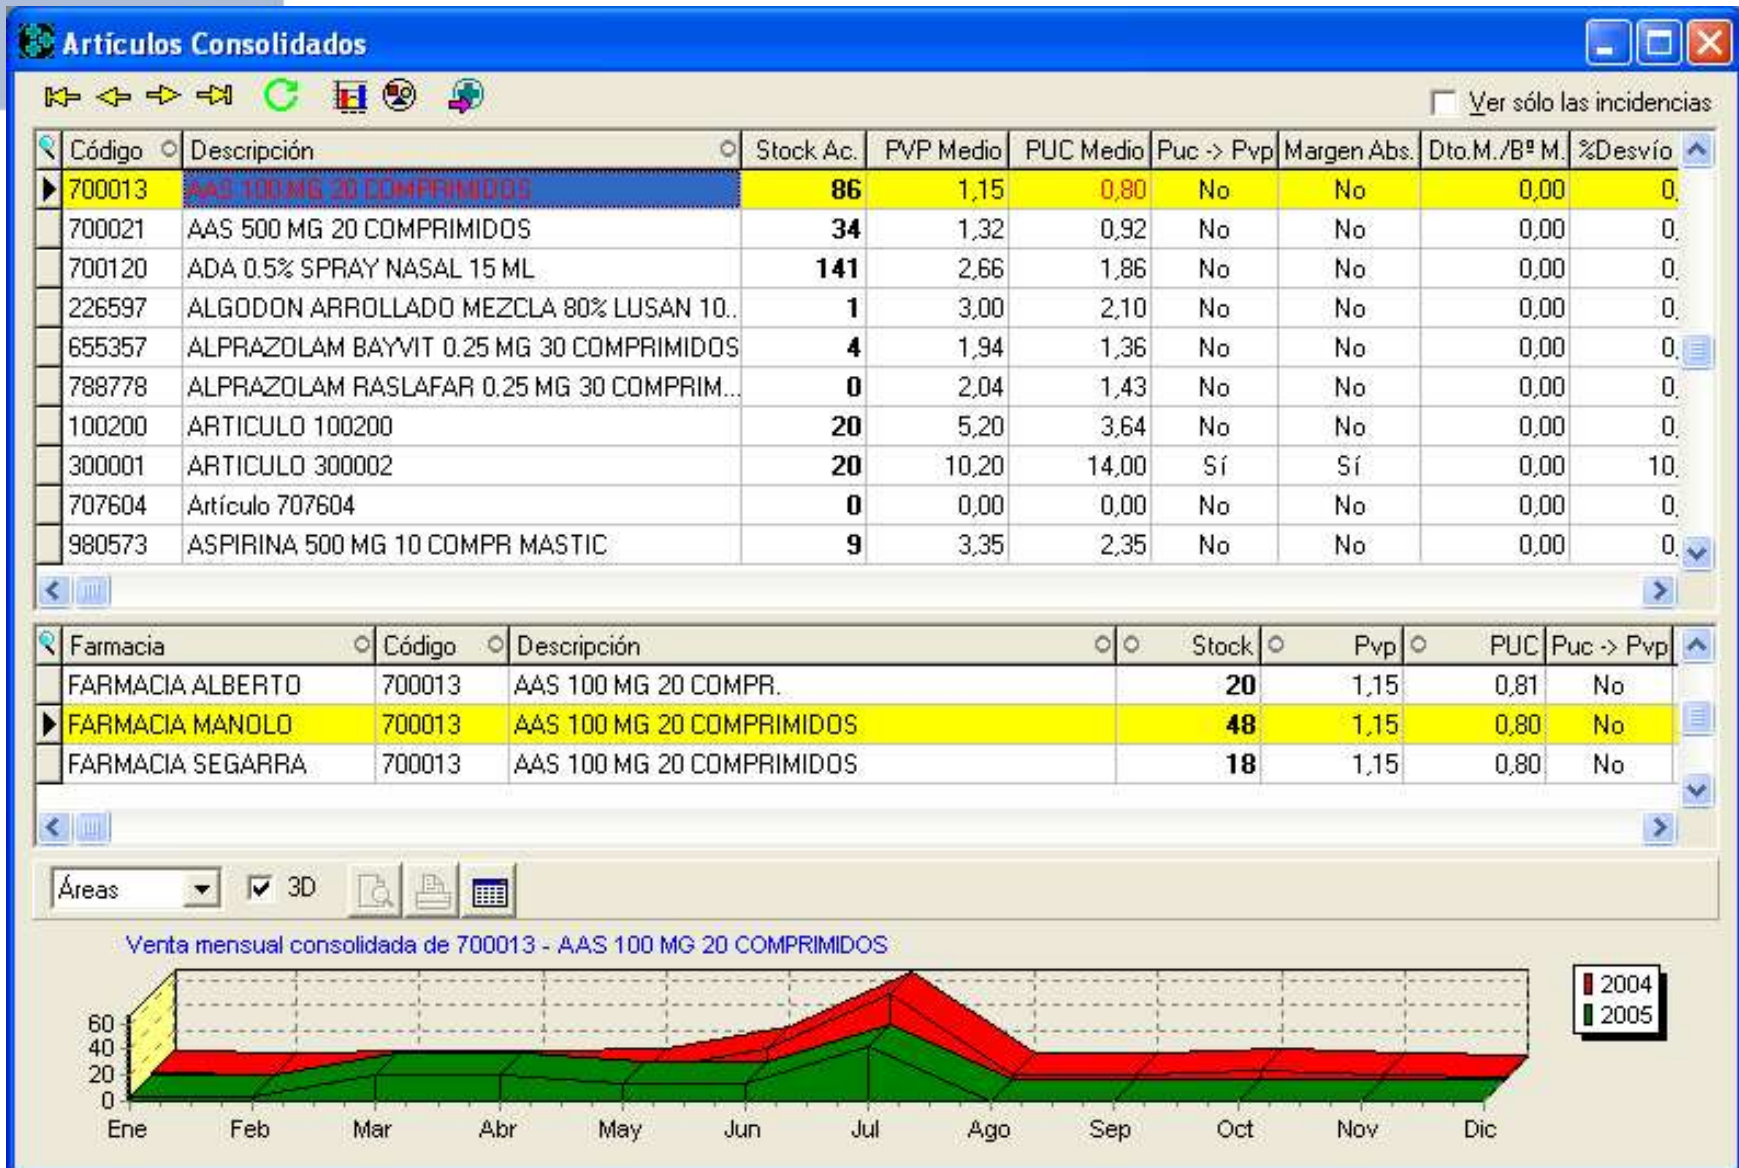 Artículos Consolidados
Ver sólo las incidencias
Código Descripción Stock Ac. PVP Medio PUC Medio Puc -> Pvp Margen Abs. Dto.M./Bº M. %Desvío
700013 AAS 100 MG 20 COMPRIMIDOS 86 1,15 0,80 No No 0,00 0,
700021 AAS 500 MG 20 COMPRIMIDOS 34 1,32 0,92 No No 0,00 0,
700120 ADA 0.5% SPRAY NASAL 15 ML 141 2,66 1,86 No No 0,00 0,
226597 ALGODON ARROLLADO MEZCLA 80% LUSAN 10.. 1 3,00 2,10 No No 0,00 0,
655357 ALPRAZOLAM BAYVIT 0.25 MG 30 COMPRIMIDOS 4 1,94 1,36 No No 0,00 0,
788778 ALPRAZOLAM RASLAFAR 0.25 MG 30 COMPRIM... 0 2,04 1,43 No No 0,00 0,
100200 ARTICULO 100200 20 5,20 3,64 No No 0,00 0,
300001 ARTICULO 300002 20 10,20 14,00 Sí Sí 0,00 10,
707604 Artículo 707604 0 0,00 0,00 No No 0,00 0,
980573 ASPIRINA 500 MG 10 COMPR MASTIC 9 3,35 2,35 No No 0,00 0,
Farmacia Código Descripción Stock Pvp PUC Puc -> Pvp
FARMACIA ALBERTO 700013 AAS 100 MG 20 COMPR. 20 1,15 0,81 No
FARMACIA MANOLO 700013 AAS 100 MG 20 COMPRIMIDOS 48 1,15 0,80 No
FARMACIA SEGARRA 700013 AAS 100 MG 20 COMPRIMIDOS 18 1,15 0,80 No
Áreas 3D
Venta mensual consolidada de 700013 - AAS 100 MG 20 COMPRIMIDOS
2004
2005
60
40
20
0
Ene Feb Mar Abr May Jun Jul Ago Sep Oct Nov Dic